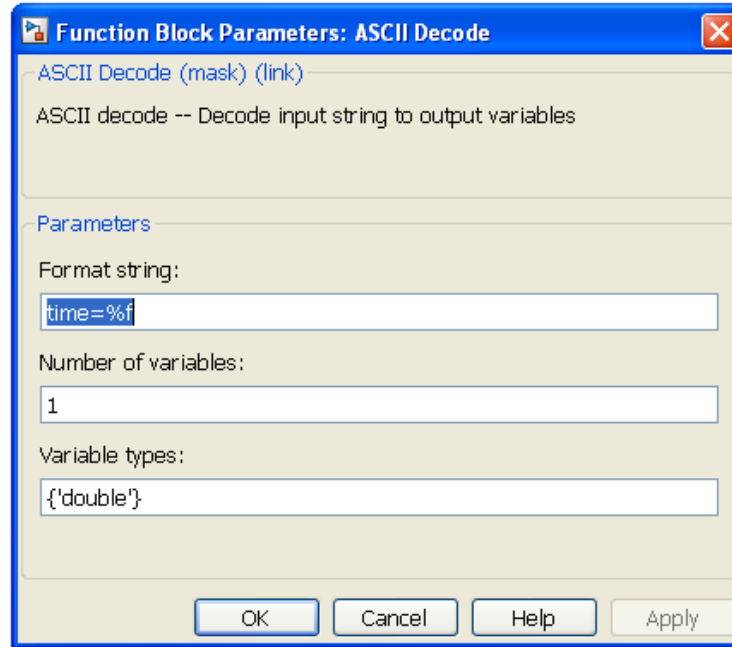 Function Block Parameters: ASCII Decode
ASCII Decode (mask) (link)
ASCII decode -- Decode input string to output variables
Parameters
Format string:
time=%f
Number of variables:
1
Variable types:
{'double'}
OK Cancel Help Apply